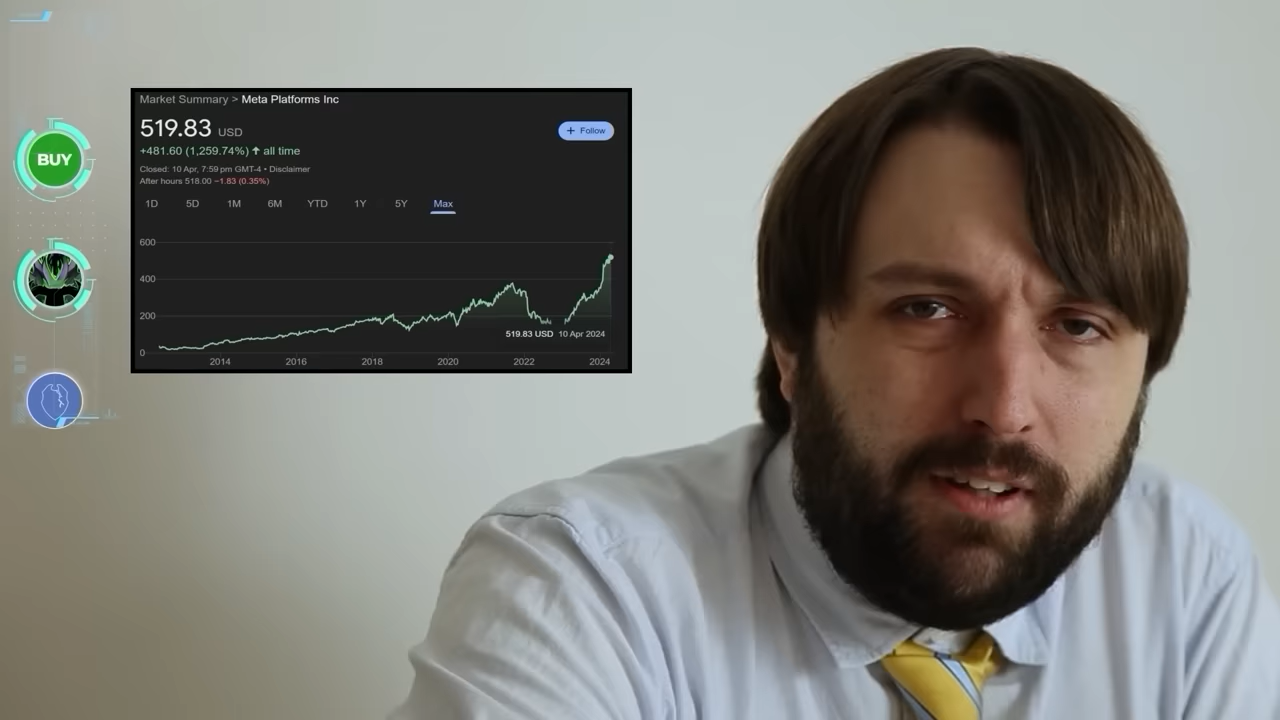 BUY
Market Summary > Meta Platforms Inc
519.83 USD
+ Follow
+481.60 (1,259.74%) ↑ all time
Closed: 10 Apr, 7:59 pm GMT-4 • Disclaimer
After hours 518.00 −1.83 (0.35%)
1D 5D 1M 6M YTD 1Y 5Y Max
600
400
200
0
519.83 USD 10 Apr 2024
2014 2016 2018 2020 2022 2024